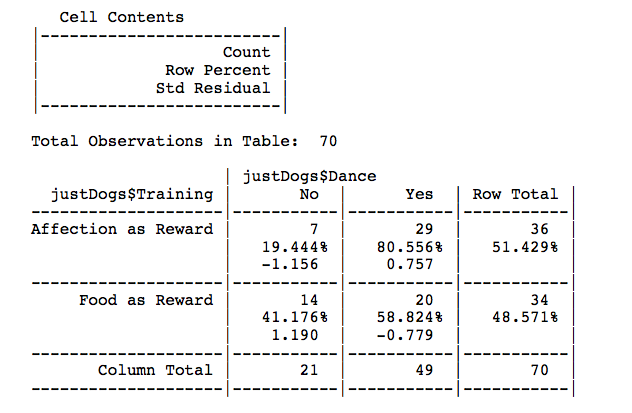 Cell Contents
|-------------------------|
|                   Count |
|             Row Percent |
|            Std Residual |
|-------------------------|
Total Observations in Table:  70
| justDogs$Dance
justDogs$Training |        No |       Yes | Row Total |
--------------------|-----------|-----------|-----------|
Affection as Reward |         7 |        29 |        36 |
|   19.444% |   80.556% |   51.429% |
|    -1.156 |     0.757 |           |
--------------------|-----------|-----------|-----------|
Food as Reward |        14 |        20 |        34 |
|   41.176% |   58.824% |   48.571% |
|     1.190 |    -0.779 |           |
--------------------|-----------|-----------|-----------|
Column Total |        21 |        49 |        70 |
--------------------|-----------|-----------|-----------|